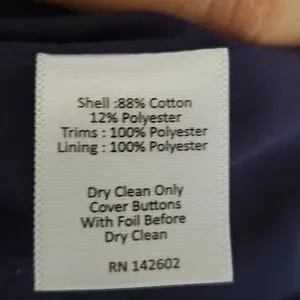 Shell :88% Cotton
12% Polyester
Trims : 100% Polyester
Lining : 100% Polyester
Dry Clean Only
Cover Buttons
With Foil Before
Dry Clean
RN 142602